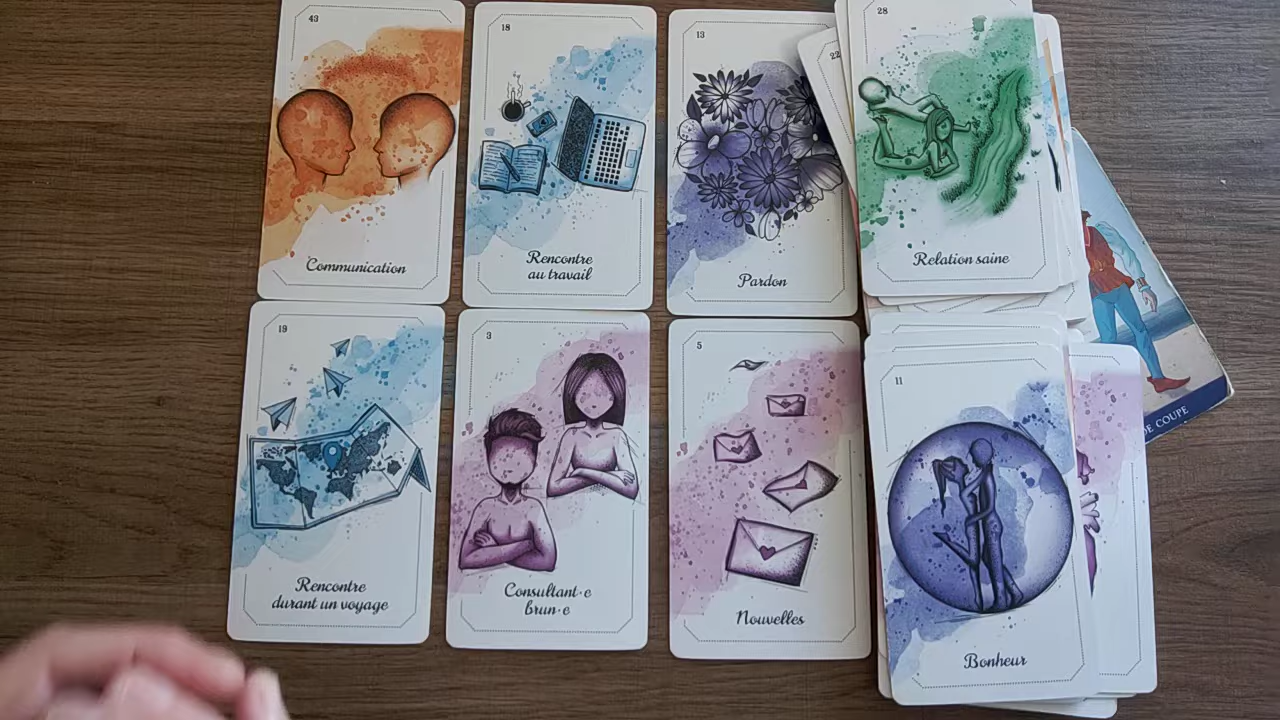 43
Communication
18
Rencontre
au travail
13
Pardon
22
28
Relation saine
19
Rencontre
durant un voyage
3
Consultant·e
brun·e
5
Nouvelles
11
Bonheur
DE COUPE